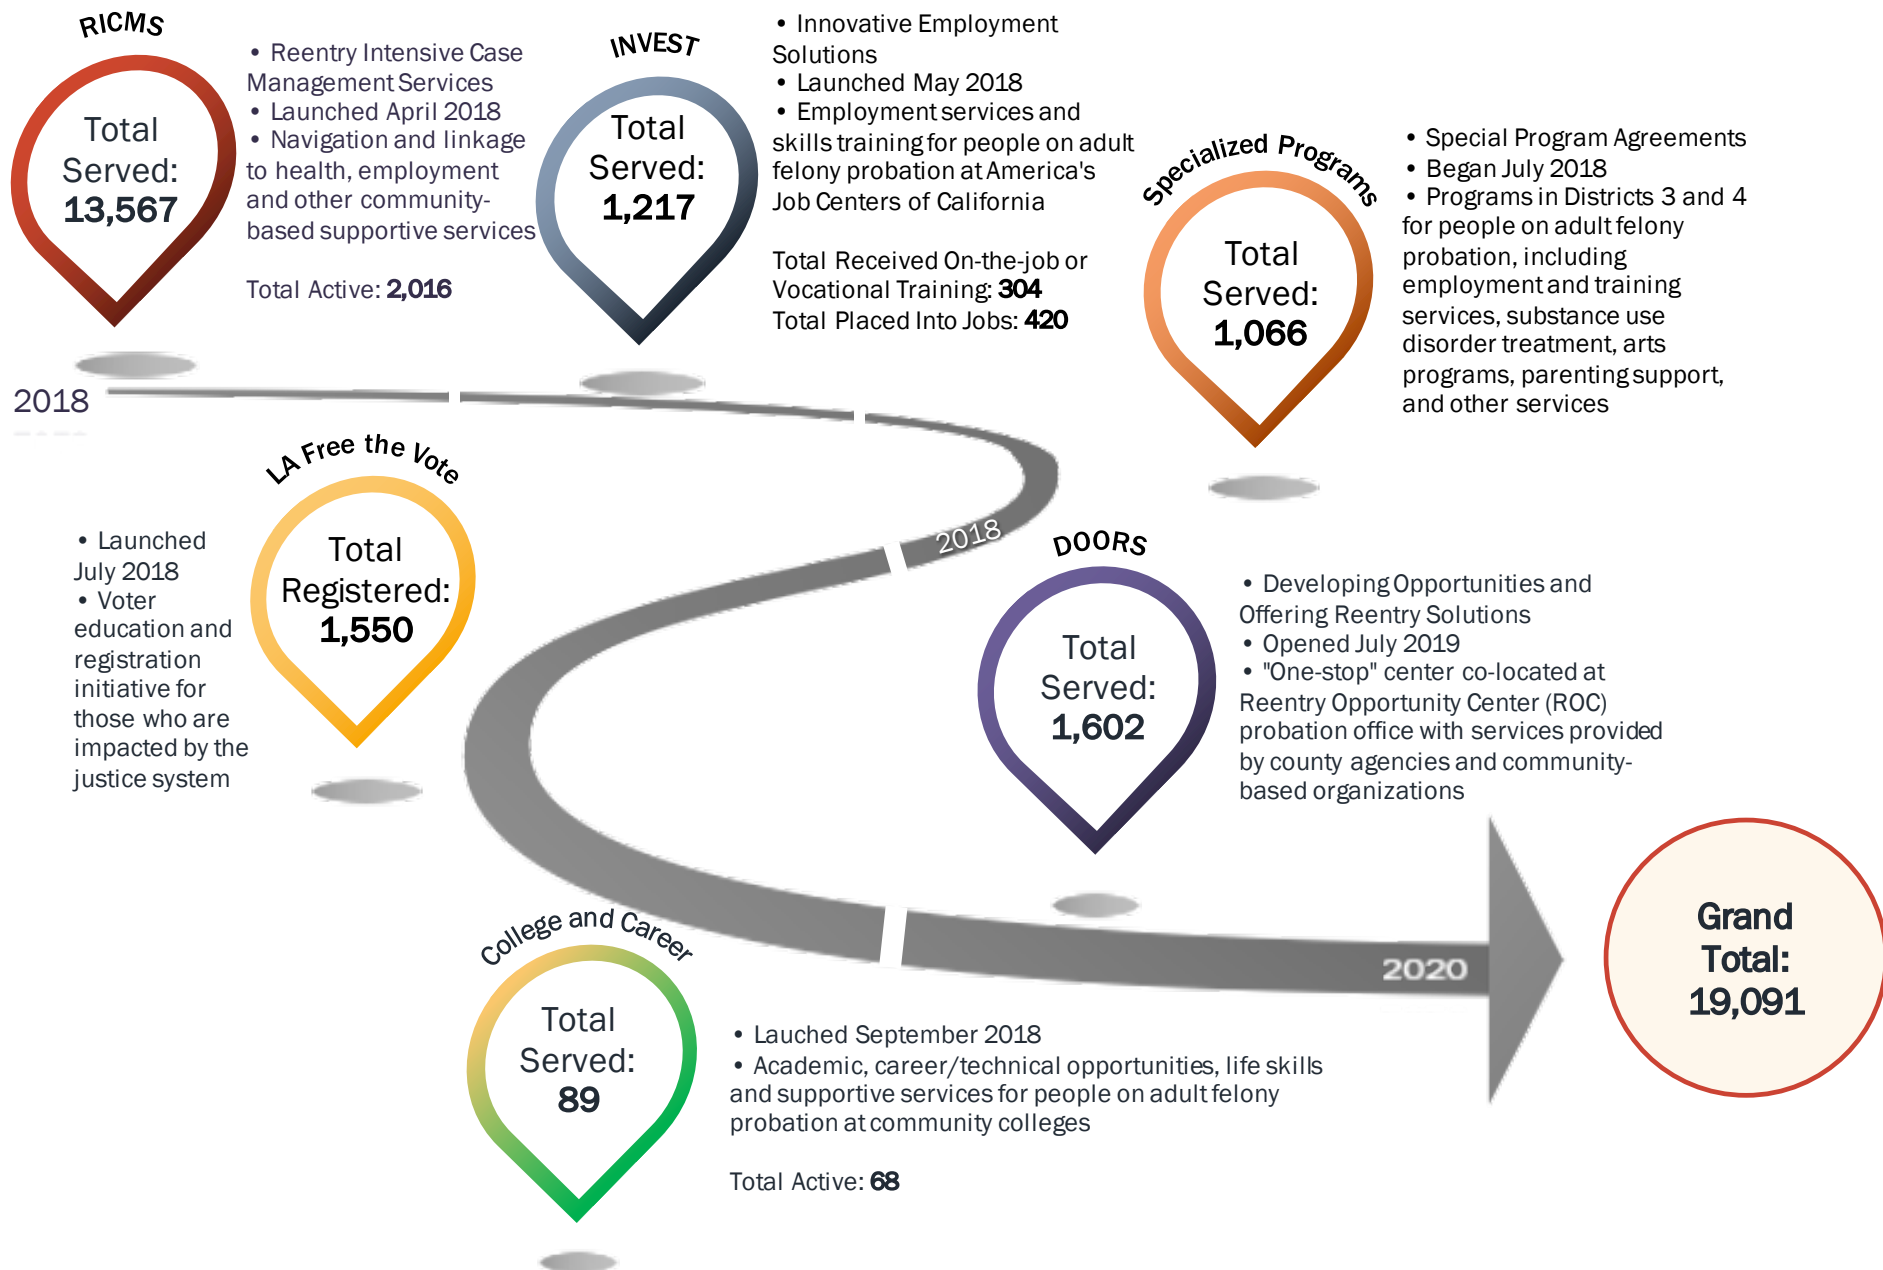 RICMS
Total
Served:
13,567
• Reentry Intensive Case
Management Services
• Launched April 2018
• Navigation and linkage
to health, employment
and other community-
based supportive services
Total Active: 2,016
INVEST
Total
Served:
1,217
• Innovative Employment
Solutions
• Launched May 2018
• Employment services and
skills training for people on adult
felony probation at America's
Job Centers of California
Total Received On-the-job or
Vocational Training: 304
Total Placed Into Jobs: 420
Specialized Programs
Total
Served:
1,066
• Special Program Agreements
• Began July 2018
• Programs in Districts 3 and 4
for people on adult felony
probation, including
employment and training
services, substance use
disorder treatment, arts
programs, parenting support,
and other services
2018
LA Free the Vote
Total
Registered:
1,550
• Launched
July 2018
• Voter
education and
registration
initiative for
those who are
impacted by the
justice system
2018
DOORS
Total
Served:
1,602
• Developing Opportunities and
Offering Reentry Solutions
• Opened July 2019
• "One-stop" center co-located at
Reentry Opportunity Center (ROC)
probation office with services provided
by county agencies and community-
based organizations
College and Career
Total
Served:
89
• Lauched September 2018
• Academic, career/technical opportunities, life skills
and supportive services for people on adult felony
probation at community colleges
Total Active: 68
2020
Grand
Total:
19,091